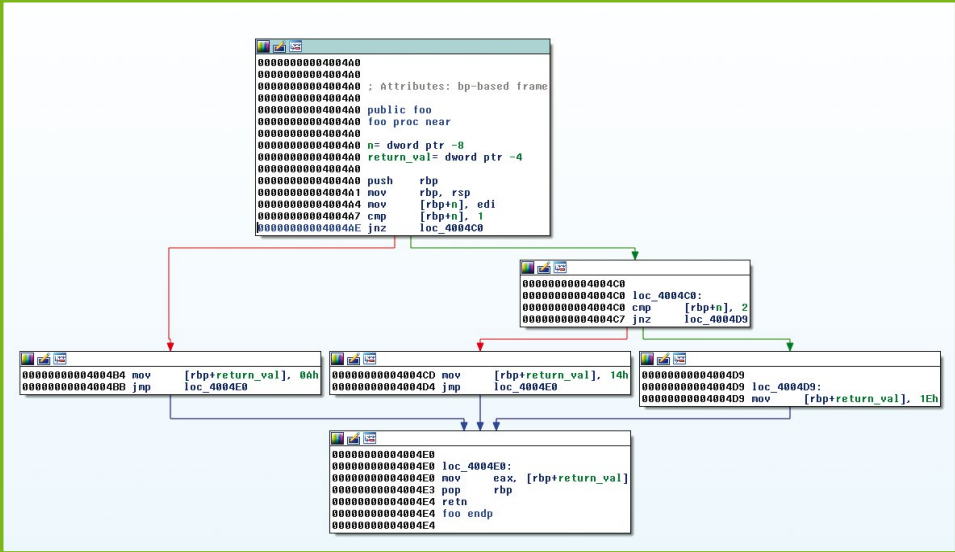 00000000004004A0
00000000004004A0
00000000004004A0 ; Attributes: bp-based frame
00000000004004A0
00000000004004A0 public foo
00000000004004A0 foo proc near
00000000004004A0
00000000004004A0 n= dword ptr -8
00000000004004A0 return_val= dword ptr -4
00000000004004A0
00000000004004A0 push rbp
00000000004004A1 mov rbp, rsp
00000000004004A4 mov [rbp+n], edi
00000000004004A7 cmp [rbp+n], 1
00000000004004AE jnz loc_4004C0
00000000004004C0
00000000004004C0 loc_4004C0:
00000000004004C0 cmp [rbp+n], 2
00000000004004C7 jnz loc_4004D9
00000000004004B4 mov [rbp+return_val], 0Ah
00000000004004BB jmp loc_4004E0
00000000004004CD mov [rbp+return_val], 14h
00000000004004D4 jmp loc_4004E0
00000000004004D9
00000000004004D9 loc_4004D9:
00000000004004D9 mov [rbp+return_val], 1Eh
00000000004004E0
00000000004004E0 loc_4004E0:
00000000004004E0 mov eax, [rbp+return_val]
00000000004004E3 pop rbp
00000000004004E4 retn
00000000004004E4 foo endp
00000000004004E4